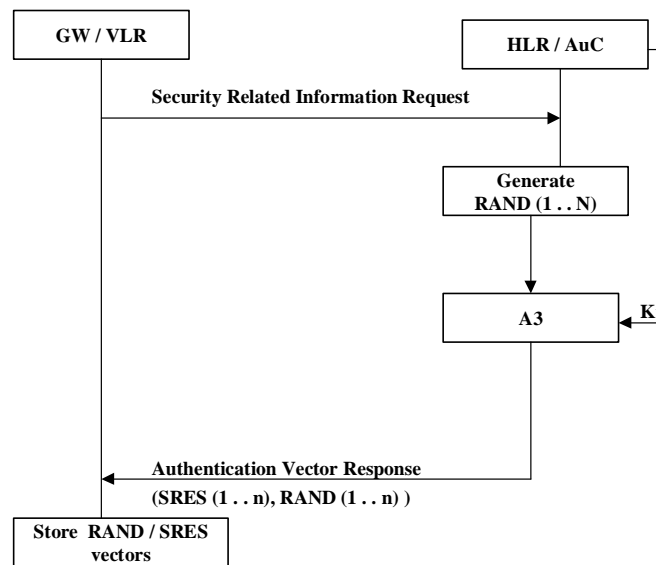 GW / VLR
HLR / AuC
Security Related Information Request
Generate
RAND (1 . . N)
A3
K
Authentication Vector Response
(SRES (1 . . n), RAND (1 . . n) )
Store RAND / SRES
vectors